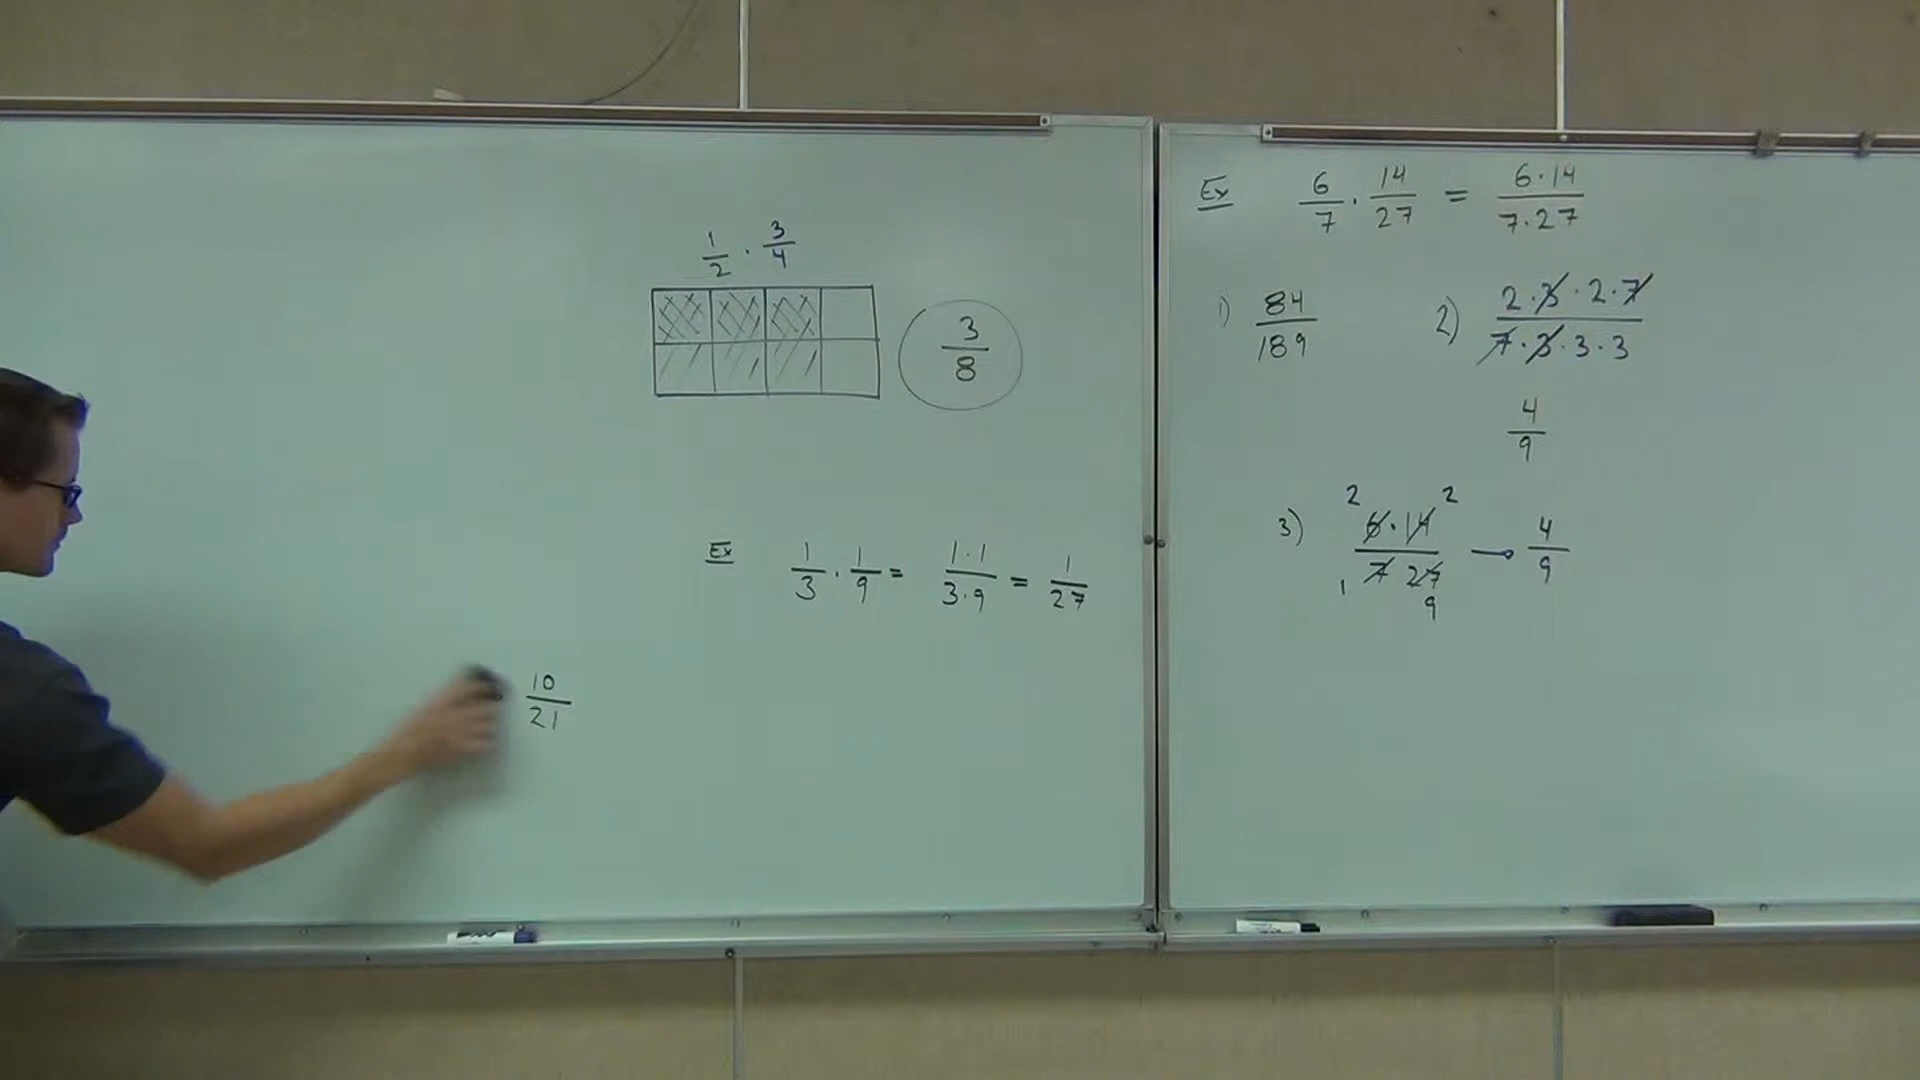 1/2 · 3/4
3/8
Ex 1/3 · 1/9 = 1·1/3·9 = 1/27
10/21
Ex 6/7 · 14/27 = 6·14/7·27
1) 84/189
2) 2·3·2·7/7·3·3·3
4/9
3) 2 6·14 2/1 7 27 9 → 4/9